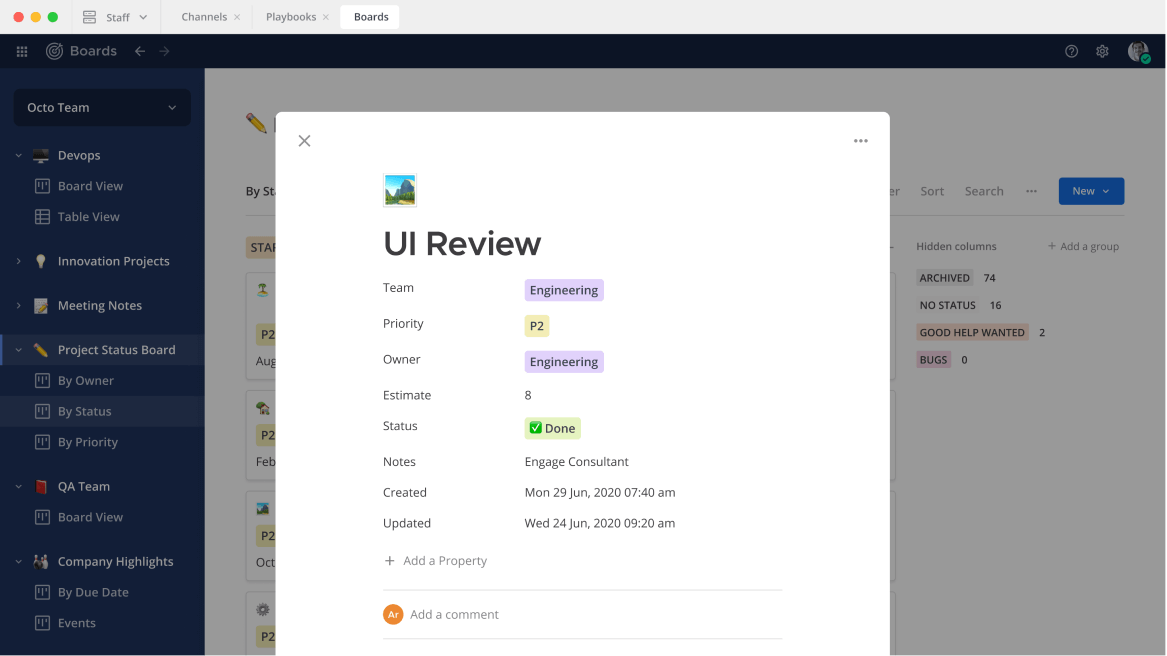 Staff Channels Playbooks Boards
Boards
Octo Team
Devops
Board View
Table View
Innovation Projects
Meeting Notes
Project Status Board
By Owner
By Status
By Priority
QA Team
Board View
Company Highlights
By Due Date
Events
By Sta
er Sort Search New
STAR
P2
Aug
P2
Feb
P2
Oct
P2
UI Review
Team Engineering
Priority P2
Owner Engineering
Estimate 8
Status Done
Notes Engage Consultant
Created Mon 29 Jun, 2020 07:40 am
Updated Wed 24 Jun, 2020 09:20 am
+ Add a Property
Ar Add a comment
Hidden columns + Add a group
ARCHIVED 74
NO STATUS 16
GOOD HELP WANTED 2
BUGS 0